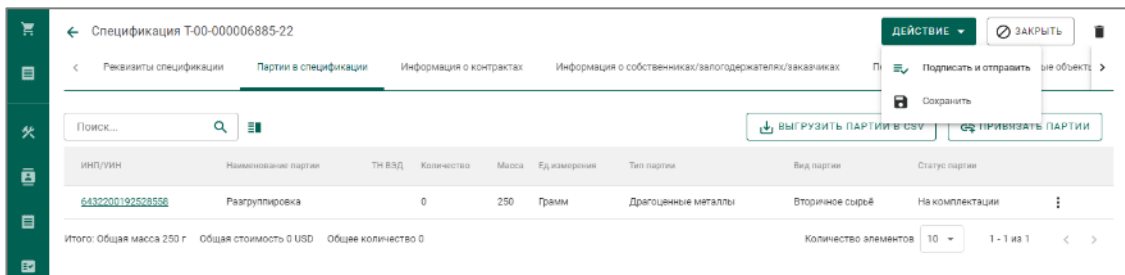 Спецификация Т-00-000006885-22
ДЕЙСТВИЕ
ЗАКРЫТЬ
Реквизиты спецификации
Партии в спецификации
Информация о контрактах
Информация о собственниках/залогодержателях/заказчиках
Подписать и отправить
Сохранить
Поиск...
ВЫГРУЗИТЬ ПАРТИИ В CSV
ПРИВЯЗАТЬ ПАРТИИ
ИНП/УИН Наименование партии ТН ВЭД Количество Масса Ед.измерения Тип партии Вид партии Статус партии
6432200192528558 Разгруппировка 0 250 Грамм Драгоценные металлы Вторичное сырьё На комплектации
Итого: Общая масса 250 г Общая стоимость 0 USD Общее количество 0 Количество элементов 10 1 - 1 из 1